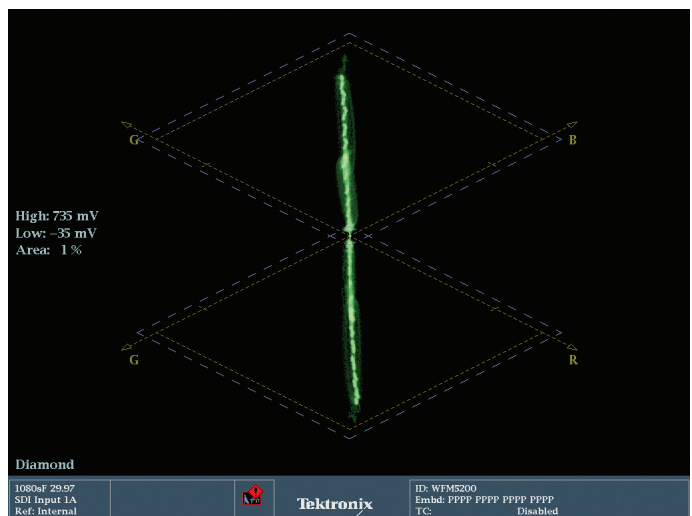 G
B
High: 735 mV
Low: –35 mV
Area: 1 %
G
R
Diamond
1080sF 29.97
SDI Input 1A
Ref: Internal
Tektronix
ID: WFM5200
Embd: PPPP PPPP PPPP PPPP
TC: Disabled